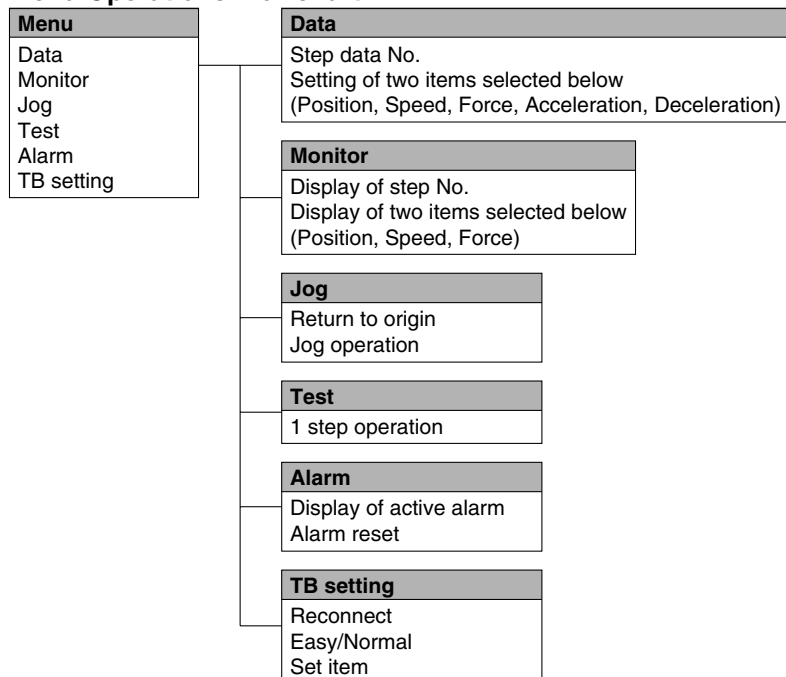 Menu
Data
Monitor
Jog
Test
Alarm
TB setting
Data
Step data No.
Setting of two items selected below
(Position, Speed, Force, Acceleration, Deceleration)
Monitor
Display of step No.
Display of two items selected below
(Position, Speed, Force)
Jog
Return to origin
Jog operation
Test
1 step operation
Alarm
Display of active alarm
Alarm reset
TB setting
Reconnect
Easy/Normal
Set item